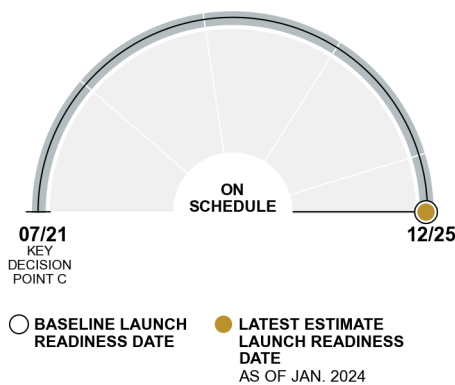 ON
SCHEDULE
07/21
KEY
DECISION
POINT C
12/25
BASELINE LAUNCH
READINESS DATE
LATEST ESTIMATE
LAUNCH READINESS
DATE
AS OF JAN. 2024